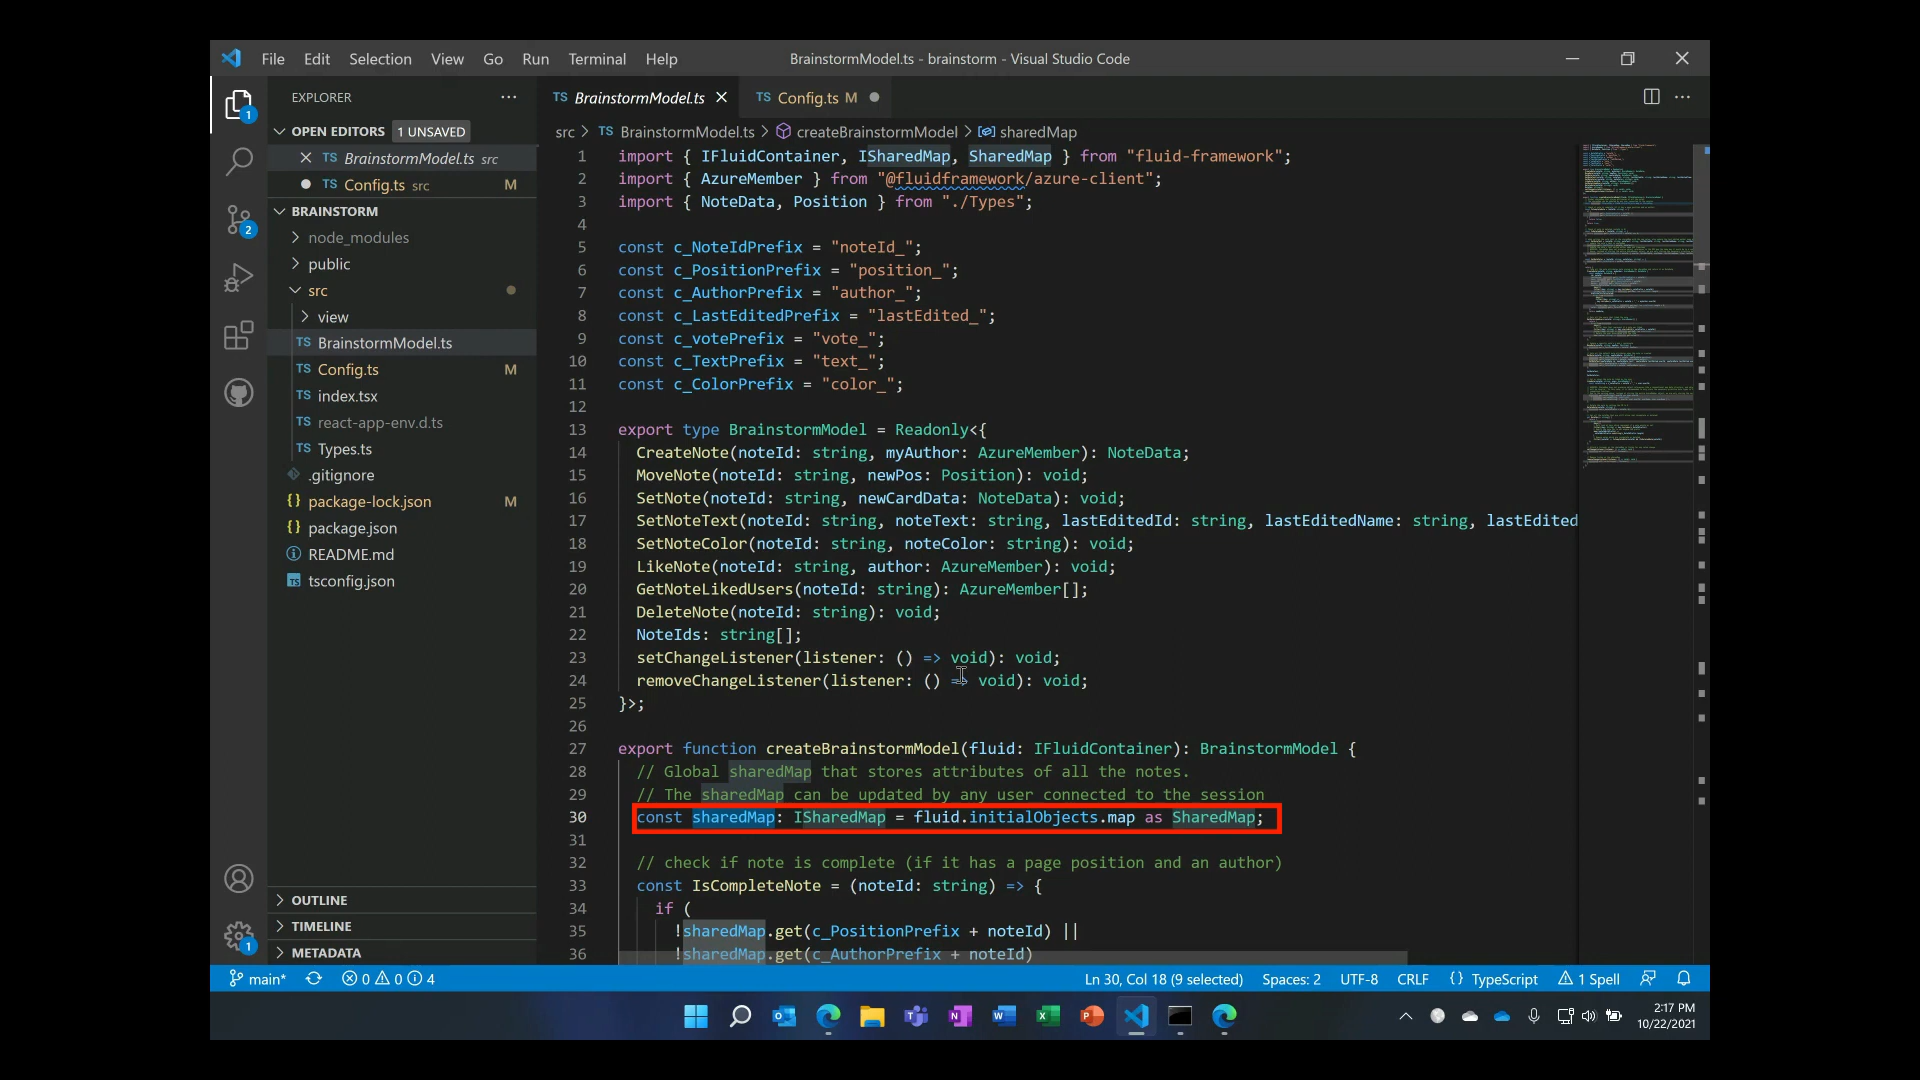 File Edit Selection View Go Run Terminal Help
BrainstormModel.ts - brainstorm - Visual Studio Code
EXPLORER
OPEN EDITORS 1 UNSAVED
TS BrainstormModel.ts src
TS Config.ts src M
BRAINSTORM
node_modules
public
src
view
TS BrainstormModel.ts
TS Config.ts M
TS index.tsx
TS react-app-env.d.ts
TS Types.ts
.gitignore
{} package-lock.json M
{} package.json
README.md
tsconfig.json
OUTLINE
TIMELINE
METADATA
1
2
1
TS BrainstormModel.ts
TS Config.ts M
src > TS BrainstormModel.ts > createBrainstormModel > sharedMap
1 import { IFluidContainer, ISharedMap, SharedMap } from "fluid-framework";
2 import { AzureMember } from "@fluidframework/azure-client";
3 import { NoteData, Position } from "./Types";
4
5 const c_NoteIdPrefix = "noteId_";
6 const c_PositionPrefix = "position_";
7 const c_AuthorPrefix = "author_";
8 const c_LastEditedPrefix = "lastEdited_";
9 const c_votePrefix = "vote_";
10 const c_TextPrefix = "text_";
11 const c_ColorPrefix = "color_";
12
13 export type BrainstormModel = Readonly<{
14 CreateNote(noteId: string, myAuthor: AzureMember): NoteData;
15 MoveNote(noteId: string, newPos: Position): void;
16 SetNote(noteId: string, newCardData: NoteData): void;
17 SetNoteText(noteId: string, noteText: string, lastEditedId: string, lastEditedName: string, lastEdited
18 SetNoteColor(noteId: string, noteColor: string): void;
19 LikeNote(noteId: string, author: AzureMember): void;
20 GetNoteLikedUsers(noteId: string): AzureMember[];
21 DeleteNote(noteId: string): void;
22 NoteIds: string[];
23 setChangeListener(listener: () => void): void;
24 removeChangeListener(listener: () => void): void;
25 }>;
26
27 export function createBrainstormModel(fluid: IFluidContainer): BrainstormModel {
28 // Global sharedMap that stores attributes of all the notes.
29 // The sharedMap can be updated by any user connected to the session
30 const sharedMap: ISharedMap = fluid.initialObjects.map as SharedMap;
31
32 // check if note is complete (if it has a page position and an author)
33 const IsCompleteNote = (noteId: string) => {
34 if (
35 !sharedMap.get(c_PositionPrefix + noteId) ||
36 !sharedMap.get(c_AuthorPrefix + noteId)
main* 0 0 4
Ln 30, Col 18 (9 selected) Spaces: 2 UTF-8 CRLF {} TypeScript 1 Spell
2:17 PM
10/22/2021